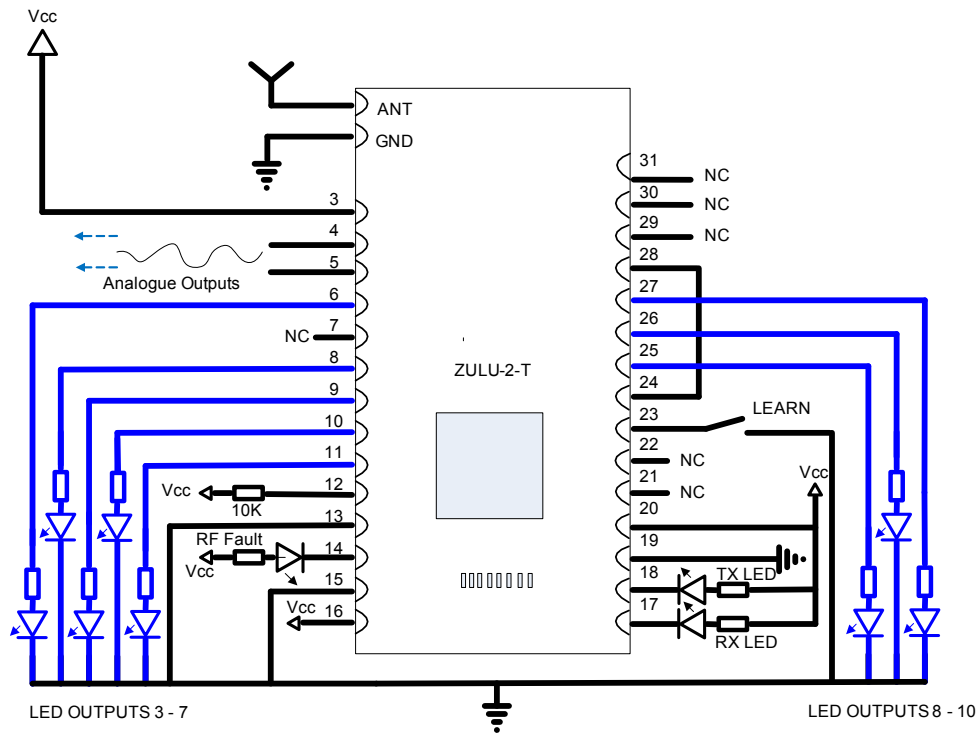 Vcc
ANT
GND
3
4
5
Analogue Outputs
6
NC
7
8
9
10
11
Vcc
12
10K
13
RF Fault
Vcc
14
15
Vcc
16
ZULU-2-T
31
NC
30
NC
29
NC
28
27
26
25
24
23
LEARN
22
NC
21
NC
Vcc
20
19
18
TX LED
17
RX LED
LED OUTPUTS 3 - 7
LED OUTPUTS 8 - 10